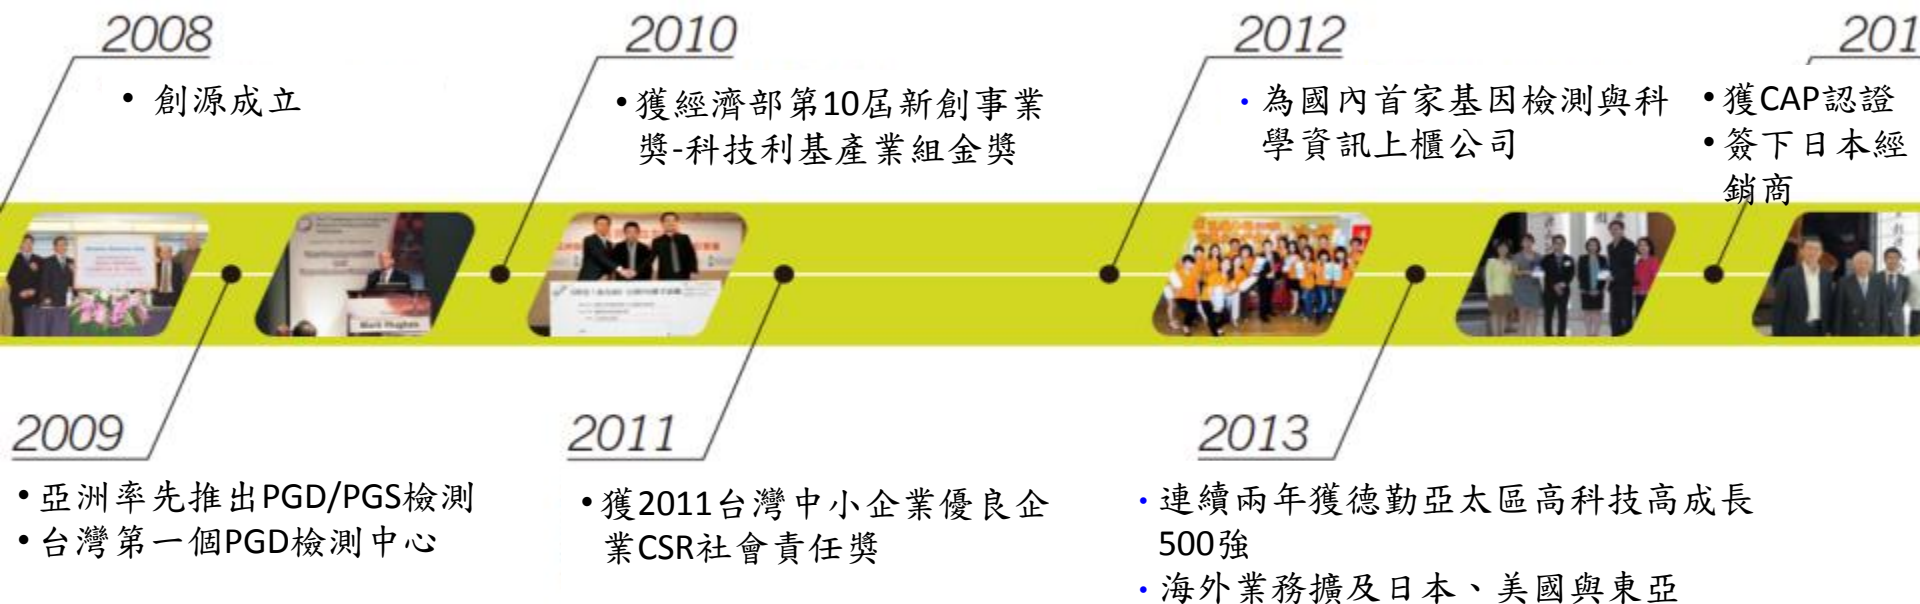 2008
• 創源成立
2010
• 獲經濟部第10屆新創事業
獎-科技利基產業組金獎
2012
• 為國內首家基因檢測與科
學資訊上櫃公司
201
• 獲CAP認證
• 簽下日本經
銷商
Mark Hughes
2009
• 亞洲率先推出PGD/PGS檢測
• 台灣第一個PGD檢測中心
2011
• 獲2011台灣中小企業優良企
業CSR社會責任獎
2013
• 連續兩年獲德勤亞太區高科技高成長
500強
• 海外業務擴及日本、美國與東亞